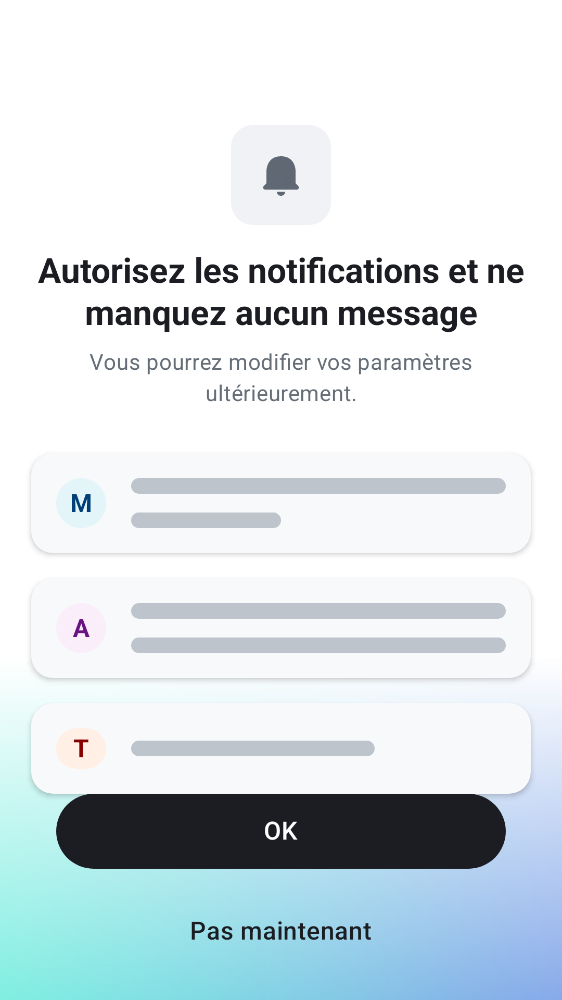 Autorisez les notifications et ne
manquez aucun message
Vous pourrez modifier vos paramètres
ultérieurement.
M
A
T
OK
Pas maintenant